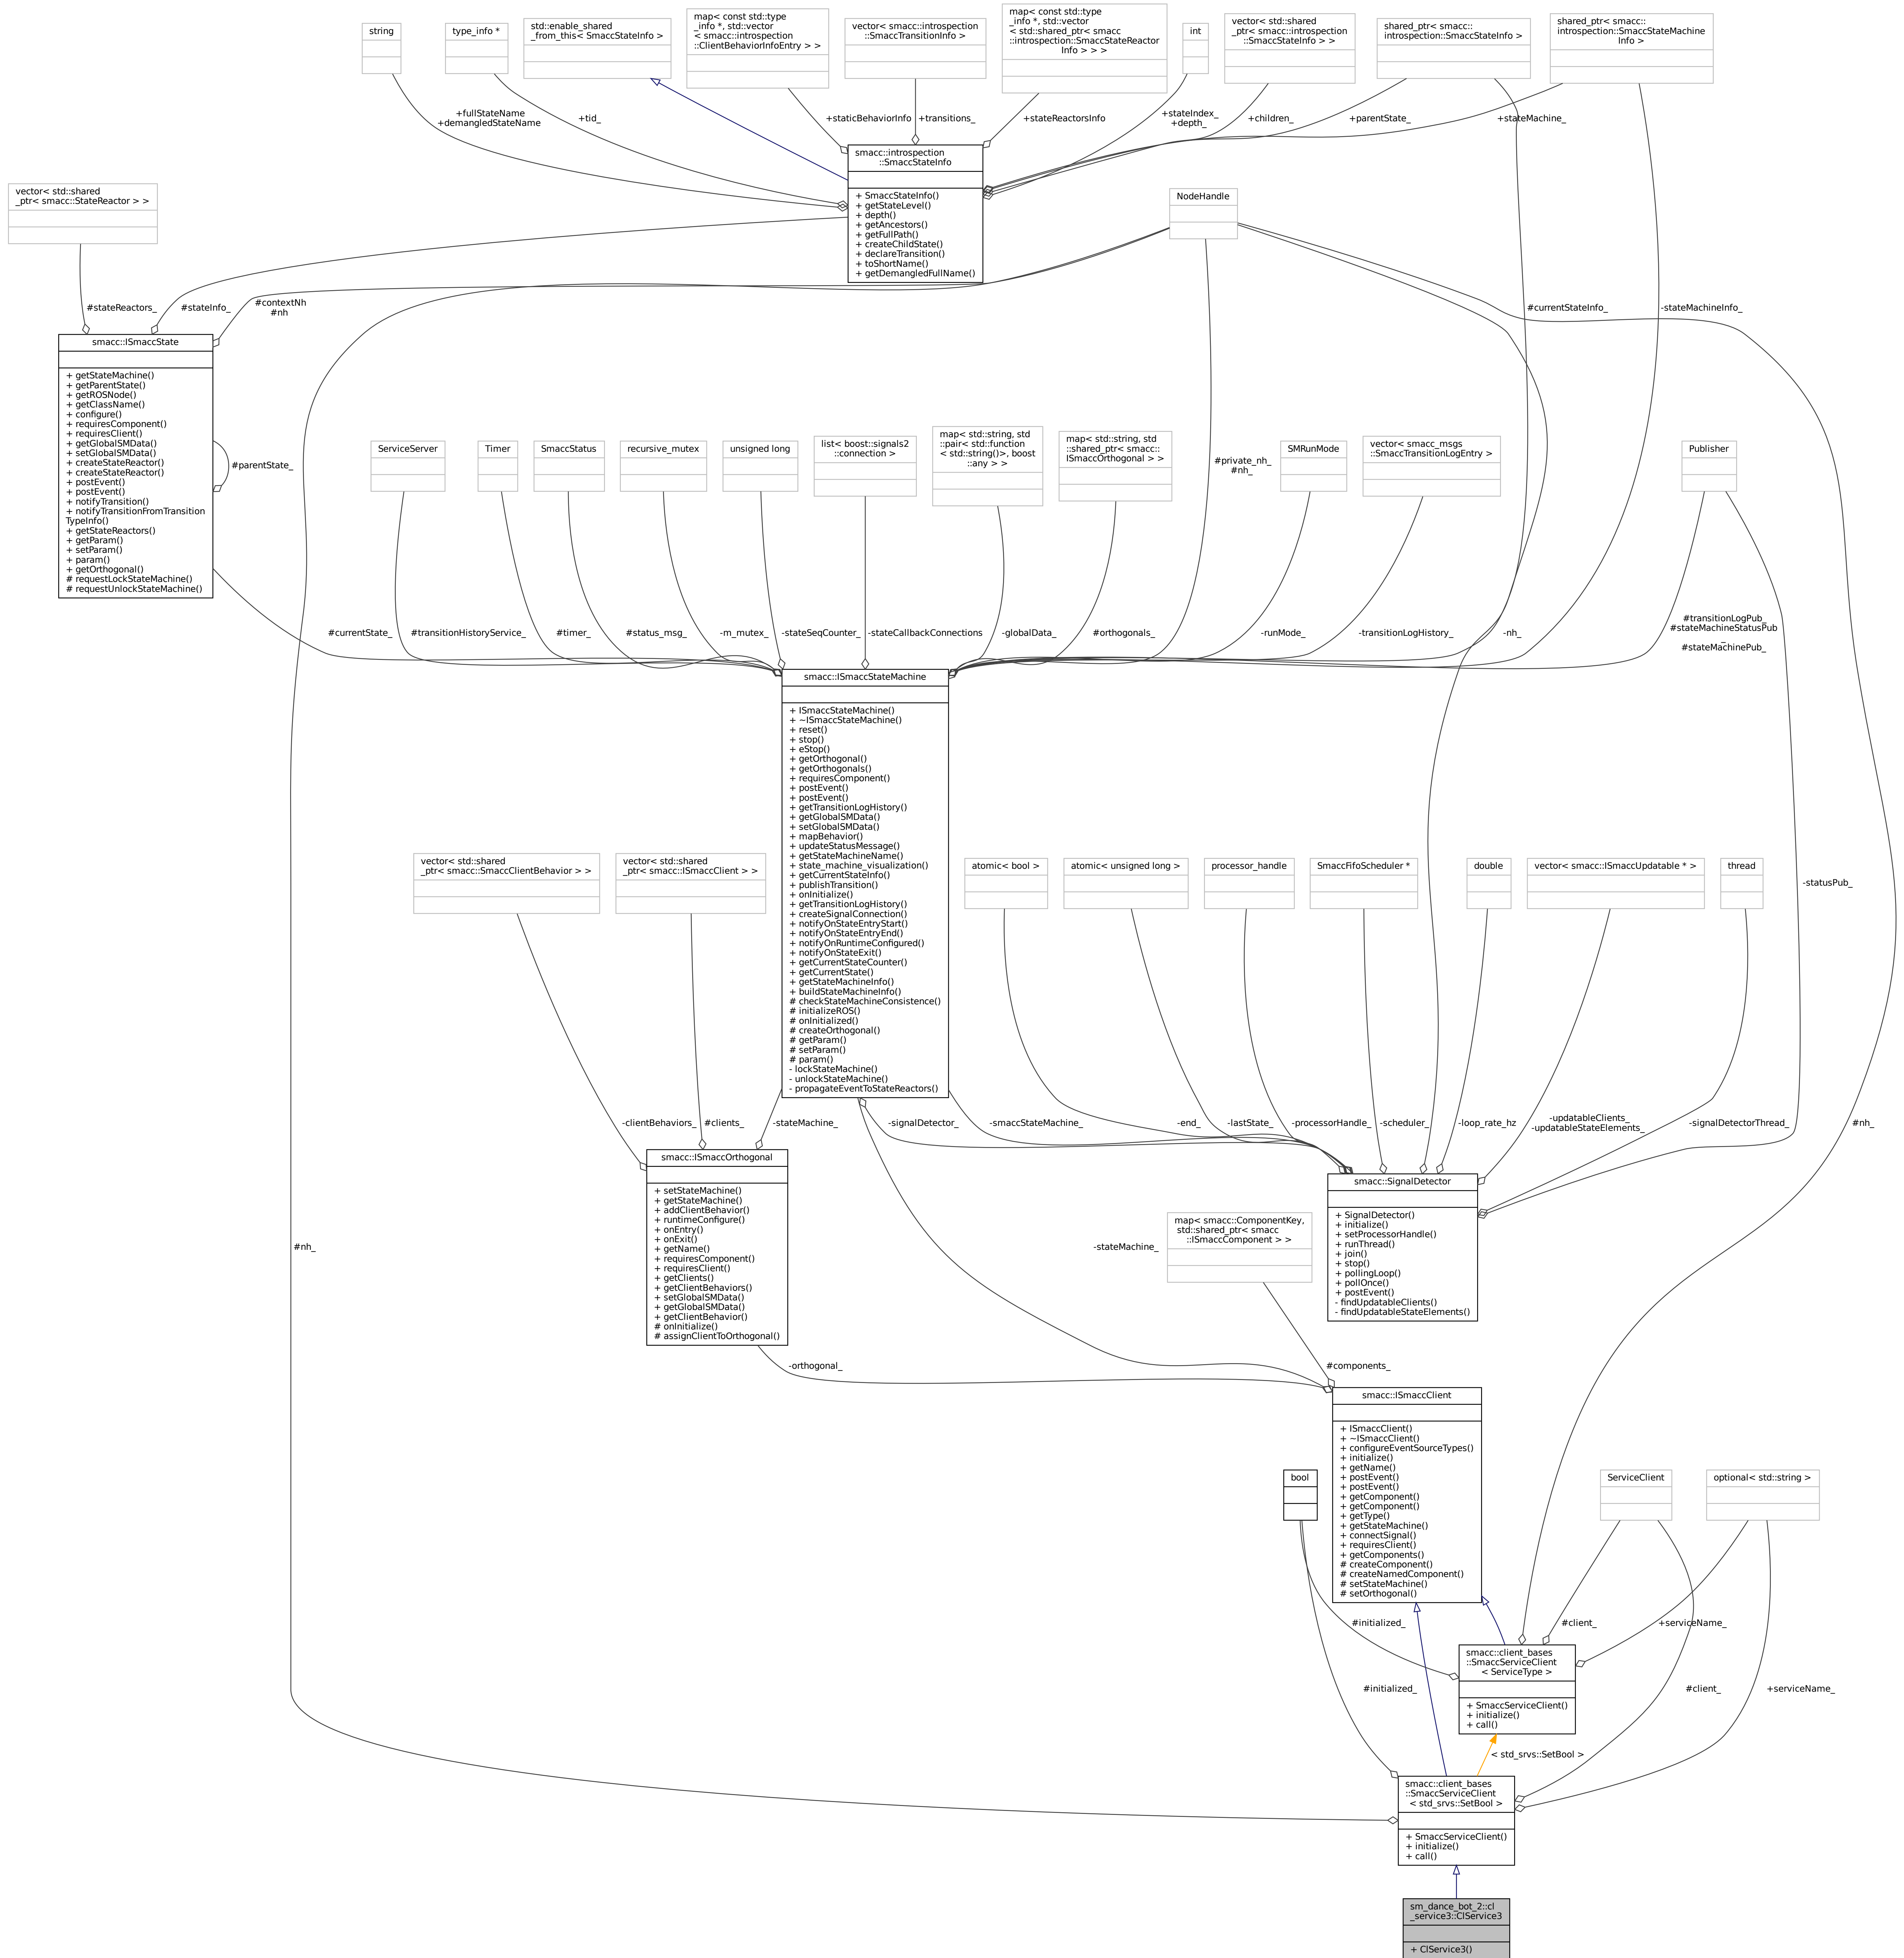 string
type_info *
std::enable_shared
_from_this< SmaccStateInfo >
map< const std::type
_info *, std::vector
< smacc::introspection
::ClientBehaviorInfoEntry > >
vector< smacc::introspection
::SmaccTransitionInfo >
map< const std::type
_info *, std::vector
< std::shared_ptr< smacc
::introspection::SmaccStateReactor
Info > > >
int
vector< std::shared
_ptr< smacc::introspection
::SmaccStateInfo > >
shared_ptr< smacc::
introspection::SmaccStateInfo >
shared_ptr< smacc::
introspection::SmaccStateMachine
Info >
+fullStateName
+demangledStateName
+tid_
+staticBehaviorInfo
+transitions_
+stateReactorsInfo
+stateIndex_
+depth_
+children_
+parentState_
+stateMachine_
smacc::introspection
::SmaccStateInfo
+ SmaccStateInfo()
+ getStateLevel()
+ depth()
+ getAncestors()
+ getFullPath()
+ createChildState()
+ declareTransition()
+ toShortName()
+ getDemangledFullName()
vector< std::shared
_ptr< smacc::StateReactor > >
NodeHandle
#stateReactors_
#stateInfo_
#contextNh
#nh
#currentStateInfo_
-stateMachineInfo_
smacc::ISmaccState
+ getStateMachine()
+ getParentState()
+ getROSNode()
+ getClassName()
+ configure()
+ requiresComponent()
+ requiresClient()
+ getGlobalSMData()
+ setGlobalSMData()
+ createStateReactor()
+ createStateReactor()
+ postEvent()
+ postEvent()
+ notifyTransition()
+ notifyTransitionFromTransition
TypeInfo()
+ getStateReactors()
+ getParam()
+ setParam()
+ param()
+ getOrthogonal()
# requestLockStateMachine()
# requestUnlockStateMachine()
#parentState_
ServiceServer
Timer
SmaccStatus
recursive_mutex
unsigned long
list< boost::signals2
::connection >
map< std::string, std
::pair< std::function
< std::string()>, boost
::any > >
map< std::string, std
::shared_ptr< smacc::
ISmaccOrthogonal > >
#private_nh_
#nh_
SMRunMode
vector< smacc_msgs
::SmaccTransitionLogEntry >
Publisher
#currentState_
#transitionHistoryService_
#timer_
#status_msg_
-m_mutex_
-stateSeqCounter_
-stateCallbackConnections
-globalData_
#orthogonals_
-runMode_
-transitionLogHistory_
-nh_
#transitionLogPub_
#stateMachineStatusPub
_
#stateMachinePub_
smacc::ISmaccStateMachine
+ ISmaccStateMachine()
+ ~ISmaccStateMachine()
+ reset()
+ stop()
+ eStop()
+ getOrthogonal()
+ getOrthogonals()
+ requiresComponent()
+ postEvent()
+ postEvent()
+ getTransitionLogHistory()
+ getGlobalSMData()
+ setGlobalSMData()
+ mapBehavior()
+ updateStatusMessage()
+ getStateMachineName()
+ state_machine_visualization()
+ getCurrentStateInfo()
+ publishTransition()
+ onInitialize()
+ getTransitionLogHistory()
+ createSignalConnection()
+ notifyOnStateEntryStart()
+ notifyOnStateEntryEnd()
+ notifyOnRuntimeConfigured()
+ notifyOnStateExit()
+ getCurrentStateCounter()
+ getCurrentState()
+ getStateMachineInfo()
+ buildStateMachineInfo()
# checkStateMachineConsistence()
# initializeROS()
# onInitialized()
# createOrthogonal()
# getParam()
# setParam()
# param()
- lockStateMachine()
- unlockStateMachine()
- propagateEventToStateReactors()
vector< std::shared
_ptr< smacc::SmaccClientBehavior > >
vector< std::shared
_ptr< smacc::ISmaccClient > >
atomic< bool >
atomic< unsigned long >
processor_handle
SmaccFifoScheduler *
double
vector< smacc::ISmaccUpdatable * >
thread
-statusPub_
-clientBehaviors_
#clients_
-stateMachine_
-signalDetector_
-smaccStateMachine_
-end_
-lastState_
-processorHandle_
-scheduler_
-loop_rate_hz
-updatableClients_
-updatableStateElements_
-signalDetectorThread_
#nh_
smacc::ISmaccOrthogonal
+ setStateMachine()
+ getStateMachine()
+ addClientBehavior()
+ runtimeConfigure()
+ onEntry()
+ onExit()
+ getName()
+ requiresComponent()
+ requiresClient()
+ getClients()
+ getClientBehaviors()
+ setGlobalSMData()
+ getGlobalSMData()
+ getClientBehavior()
# onInitialize()
# assignClientToOrthogonal()
smacc::SignalDetector
+ SignalDetector()
+ initialize()
+ setProcessorHandle()
+ runThread()
+ join()
+ stop()
+ pollingLoop()
+ pollOnce()
+ postEvent()
- findUpdatableClients()
- findUpdatableStateElements()
map< smacc::ComponentKey,
std::shared_ptr< smacc
::ISmaccComponent > >
#nh_
-stateMachine_
-orthogonal_
#components_
smacc::ISmaccClient
+ ISmaccClient()
+ ~ISmaccClient()
+ configureEventSourceTypes()
+ initialize()
+ getName()
+ postEvent()
+ postEvent()
+ getComponent()
+ getComponent()
+ getType()
+ getStateMachine()
+ connectSignal()
+ requiresClient()
+ getComponents()
# createComponent()
# createNamedComponent()
# setStateMachine()
# setOrthogonal()
bool
ServiceClient
optional< std::string >
#initialized_
#client_
+serviceName_
smacc::client_bases
::SmaccServiceClient
< ServiceType >
+ SmaccServiceClient()
+ initialize()
+ call()
#initialized_
#client_
+serviceName_
< std_srvs::SetBool >
smacc::client_bases
::SmaccServiceClient
< std_srvs::SetBool >
+ SmaccServiceClient()
+ initialize()
+ call()
sm_dance_bot_2::cl
_service3::ClService3
+ ClService3()